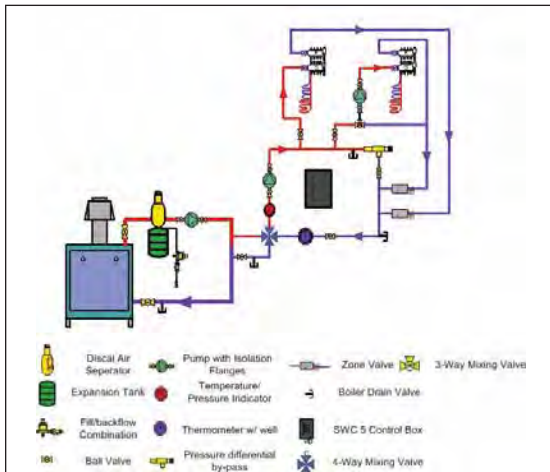 Discal Air
Seperator
Pump with Isolation
Flanges
Zone Valve
3-Way Mixing Valve
Expansion Tank
Temperature/
Pressure Indicator
Boiler Drain Valve
Fill/backflow
Combination
Thermometer w/ well
SWC 5 Control Box
Ball Valve
Pressure differential
by-pass
4-Way Mixing Valve